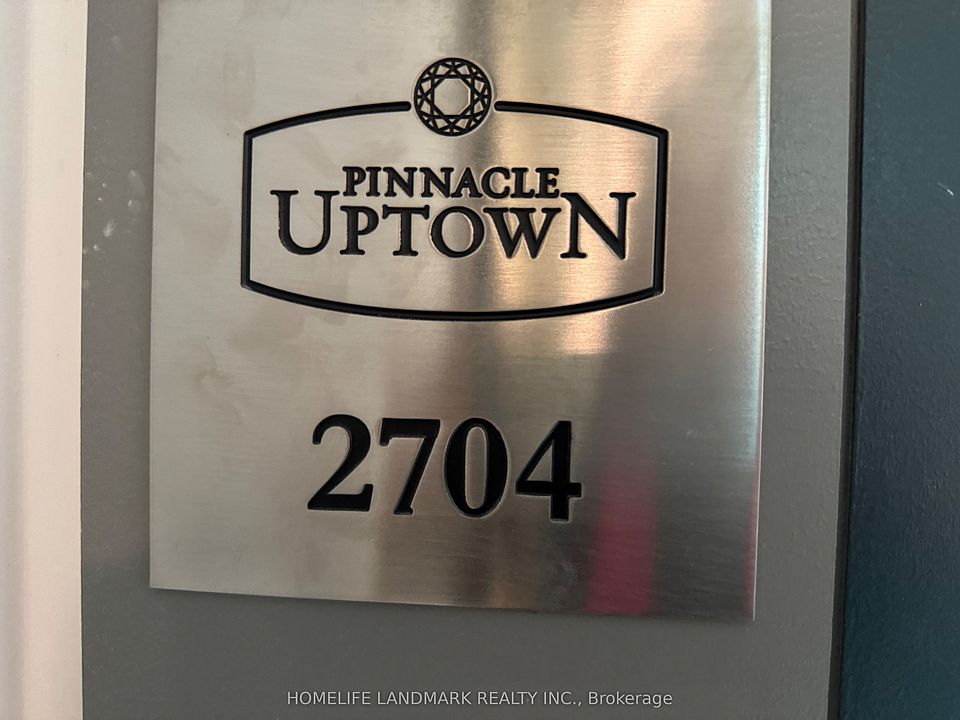 PINNACLE
UPTOWN
2704
HOMELIFE LANDMARK REALTY INC., Brokerage